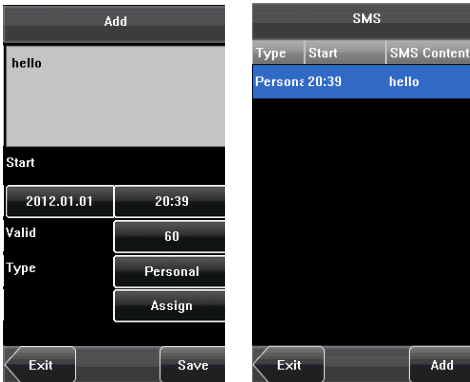 Add
hello
Start
2012.01.01 20:39
Valid 60
Type Personal
Assign
Exit Save
SMS
Type Start SMS Content
Persona 20:39 hello
Exit Add